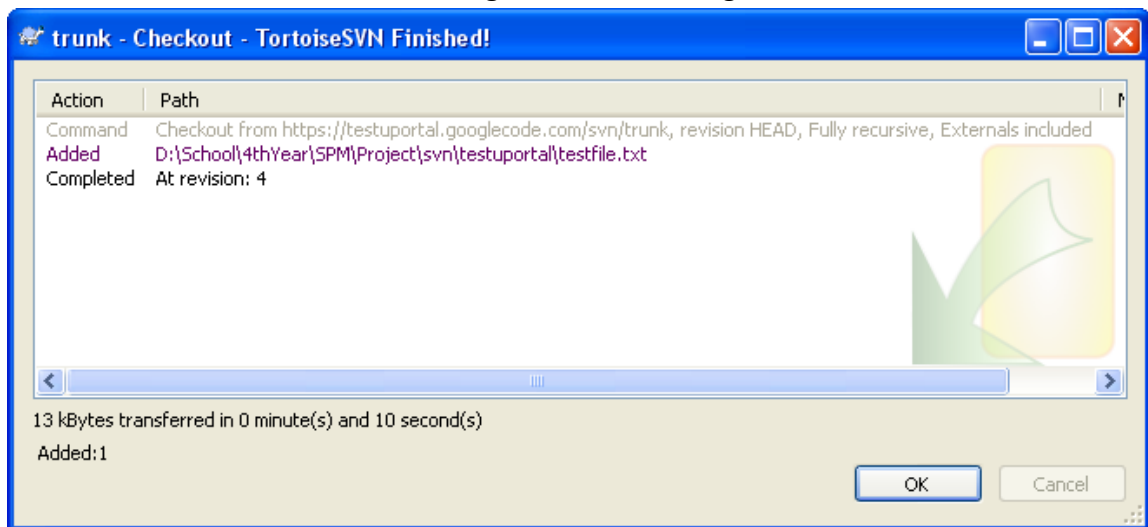 trunk - Checkout - TortoiseSVN Finished!
Action Path
Command Checkout from https://testuportal.googlecode.com/svn/trunk, revision HEAD, Fully recursive, Externals included
Added D:\School\4thYear\SPM\Project\svn\testuportal\testfile.txt
Completed At revision: 4
13 kBytes transferred in 0 minute(s) and 10 second(s)
Added:1
OK Cancel